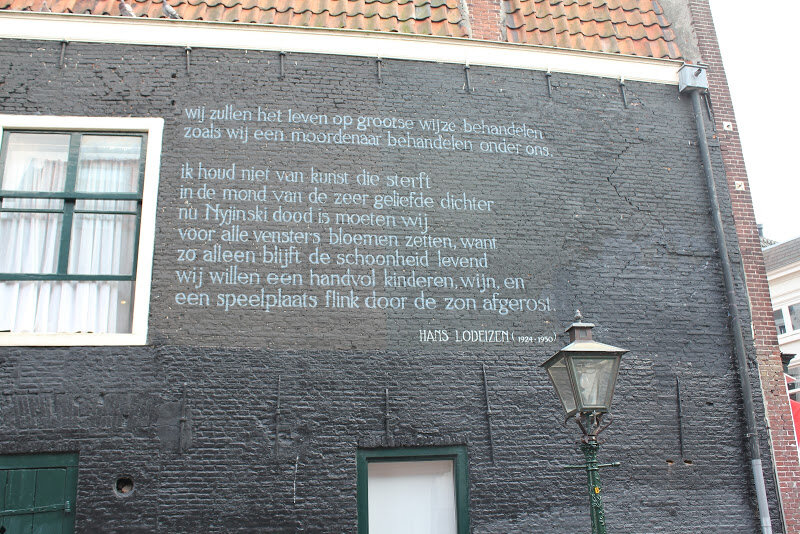 wij zullen het leven op grootse wijze behandelen
zoals wij een moordenaar behandelen onder ons.
ik houd niet van kunst die sterft
in de mond van de zeer geliefde dichter
nu Nyjinski dood is moeten wij
voor alle vensters bloemen zetten, want
zo alleen blijft de schoonheid levend
wij willen een handvol kinderen, wijn, en
een speelplaats flink door de zon afgerost.
HANS LODEIZEN (1924-1950)